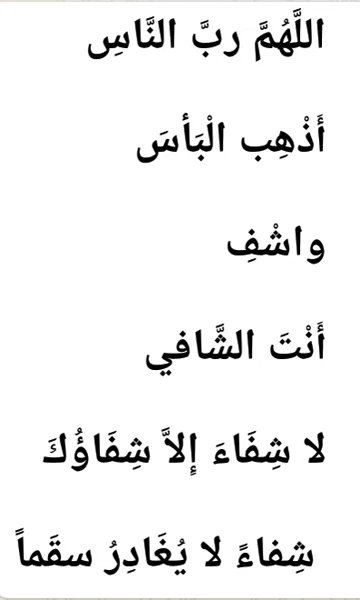 اللَّهُمَّ ربَّ النَّاسِ
أَذْهِب الْبَأسَ
واشْفِ
أَنْتَ الشَّافي
لا شِفَاءَ إِلاَّ شِفَاؤُكَ
شِفاءً لا يُغَادِرُ سقَماً